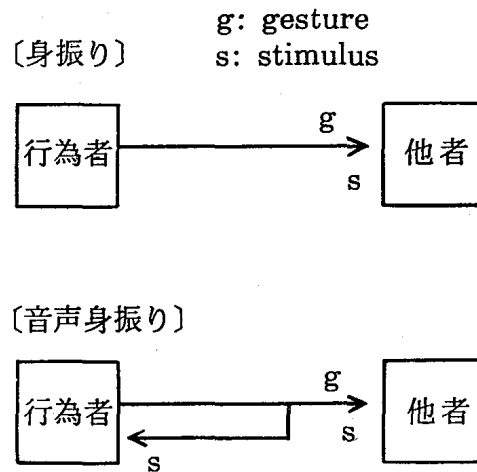 g: gesture
〔身振り〕
s: stimulus
行為者
g
s
他者
〔音声身振り〕
行為者
g
s
s
他者